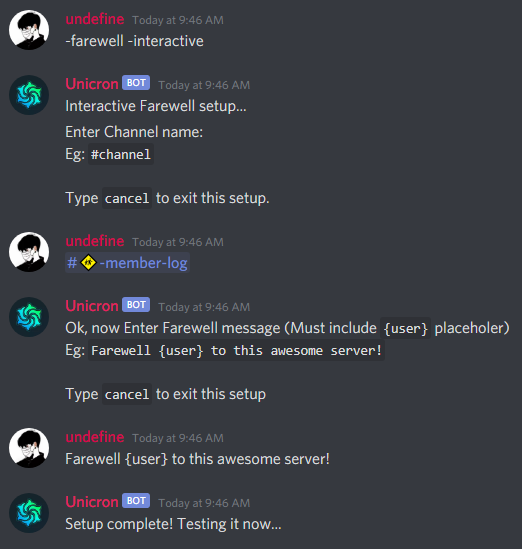 undefine Today at 9:46 AM
-farewell -interactive
Unicron BOT Today at 9:46 AM
Interactive Farewell setup...
Enter Channel name:
Eg: #channel
Type cancel to exit this setup.
undefine Today at 9:46 AM
# -member-log
Unicron BOT Today at 9:46 AM
Ok, now Enter Farewell message (Must include {user} placeholer)
Eg: Farewell {user} to this awesome server!
Type cancel to exit this setup
undefine Today at 9:46 AM
Farewell {user} to this awesome server!
Unicron BOT Today at 9:46 AM
Setup complete! Testing it now...